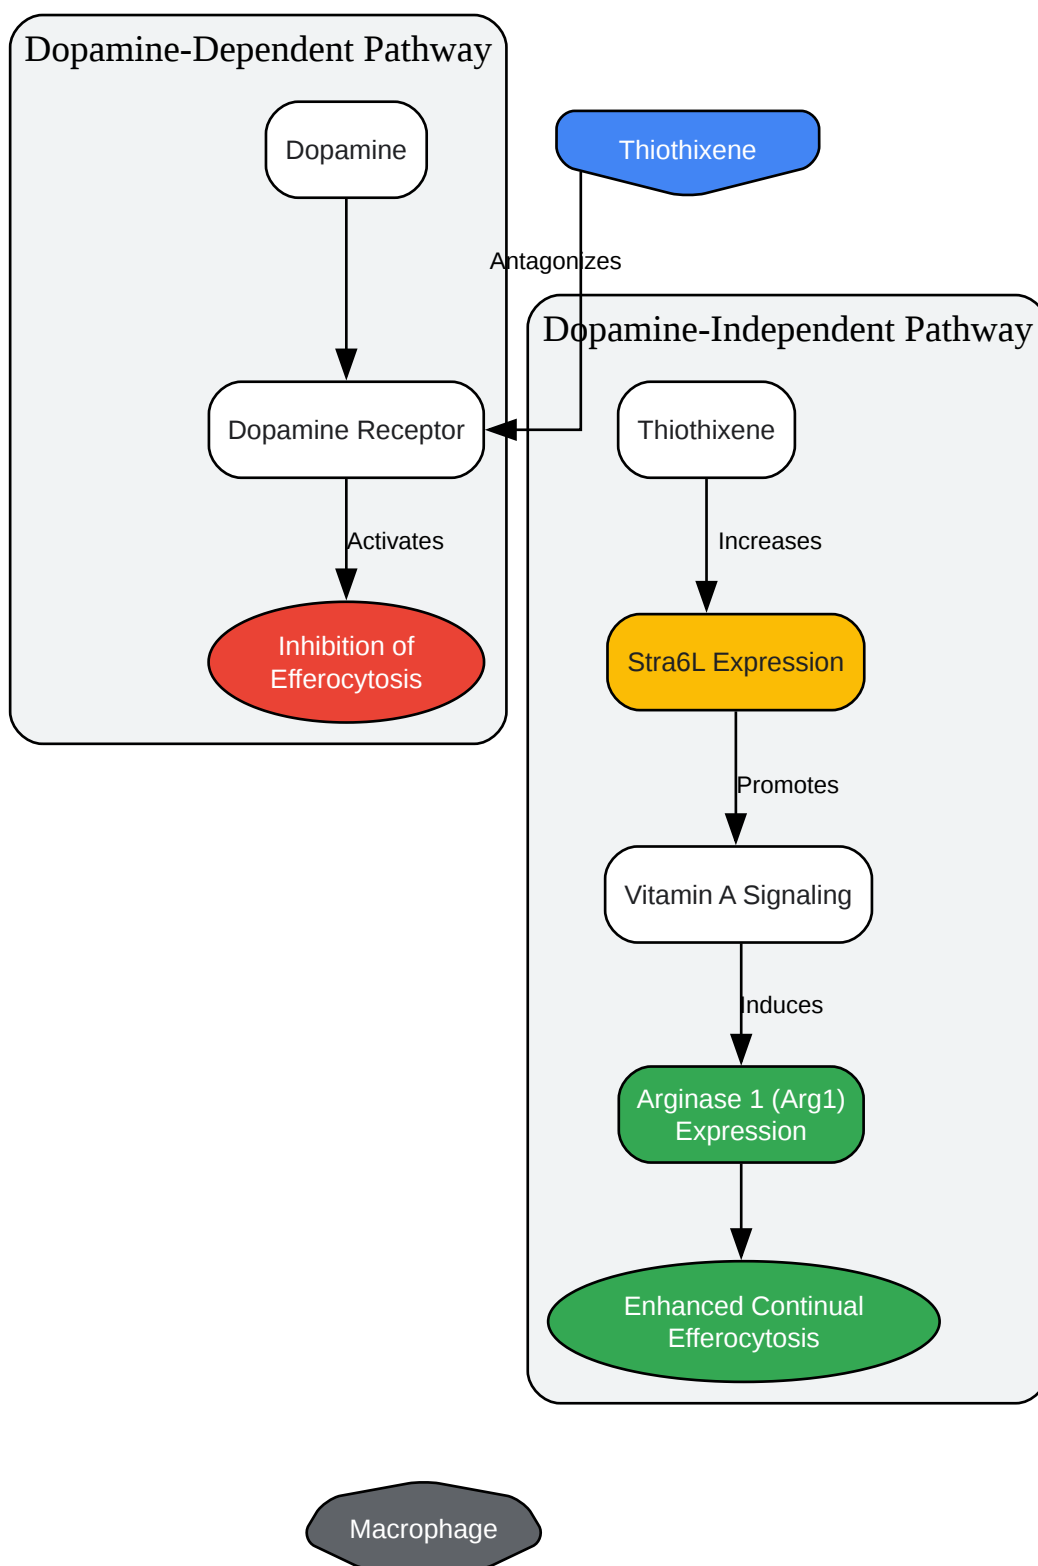 Dopamine-Dependent Pathway
Dopamine
Thiothixene
Antagonizes
Dopamine-Independent Pathway
Dopamine Receptor
Thiothixene
Activates
Increases
Inhibition of
Efferocytosis
Stra6L Expression
Promotes
Vitamin A Signaling
Induces
Arginase 1 (Arg1)
Expression
Enhanced Continual
Efferocytosis
Macrophage